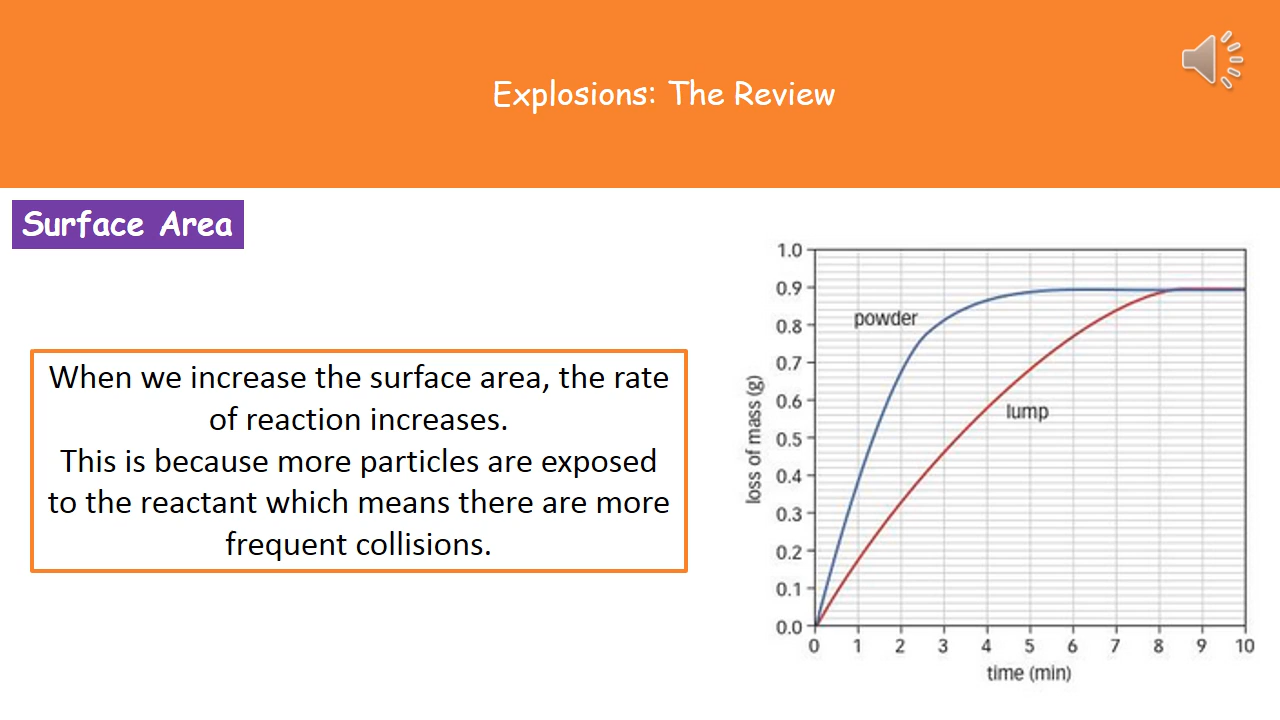 Explosions: The Review
Surface Area
When we increase the surface area, the rate
of reaction increases.
This is because more particles are exposed
to the reactant which means there are more
frequent collisions.
1.0
0.9
0.8
0.7
0.6
0.5
0.4
0.3
0.2
0.1
0.0
loss of mass (g)
powder
lump
0 1 2 3 4 5 6 7 8 9 10
time (min)